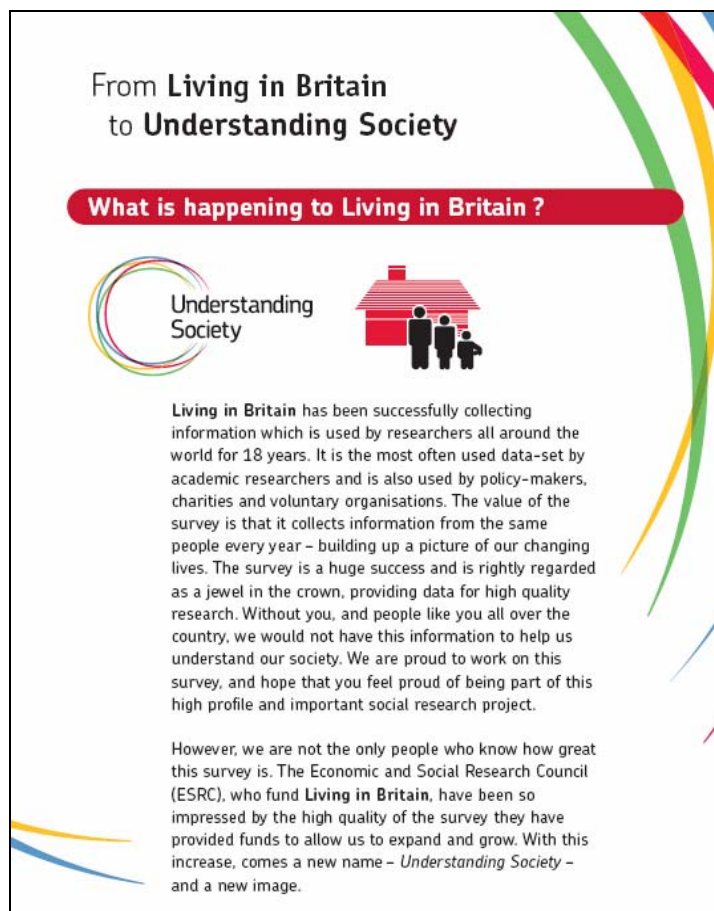 From Living in Britain
to Understanding Society
What is happening to Living in Britain ?
Understanding
Society
Living in Britain has been successfully collecting
information which is used by researchers all around the
world for 18 years. It is the most often used data-set by
academic researchers and is also used by policy-makers,
charities and voluntary organisations. The value of the
survey is that it collects information from the same
people every year – building up a picture of our changing
lives. The survey is a huge success and is rightly regarded
as a jewel in the crown, providing data for high quality
research. Without you, and people like you all over the
country, we would not have this information to help us
understand our society. We are proud to work on this
survey, and hope that you feel proud of being part of this
high profile and important social research project.
However, we are not the only people who know how great
this survey is. The Economic and Social Research Council
(ESRC), who fund Living in Britain, have been so
impressed by the high quality of the survey they have
provided funds to allow us to expand and grow. With this
increase, comes a new name – Understanding Society –
and a new image.